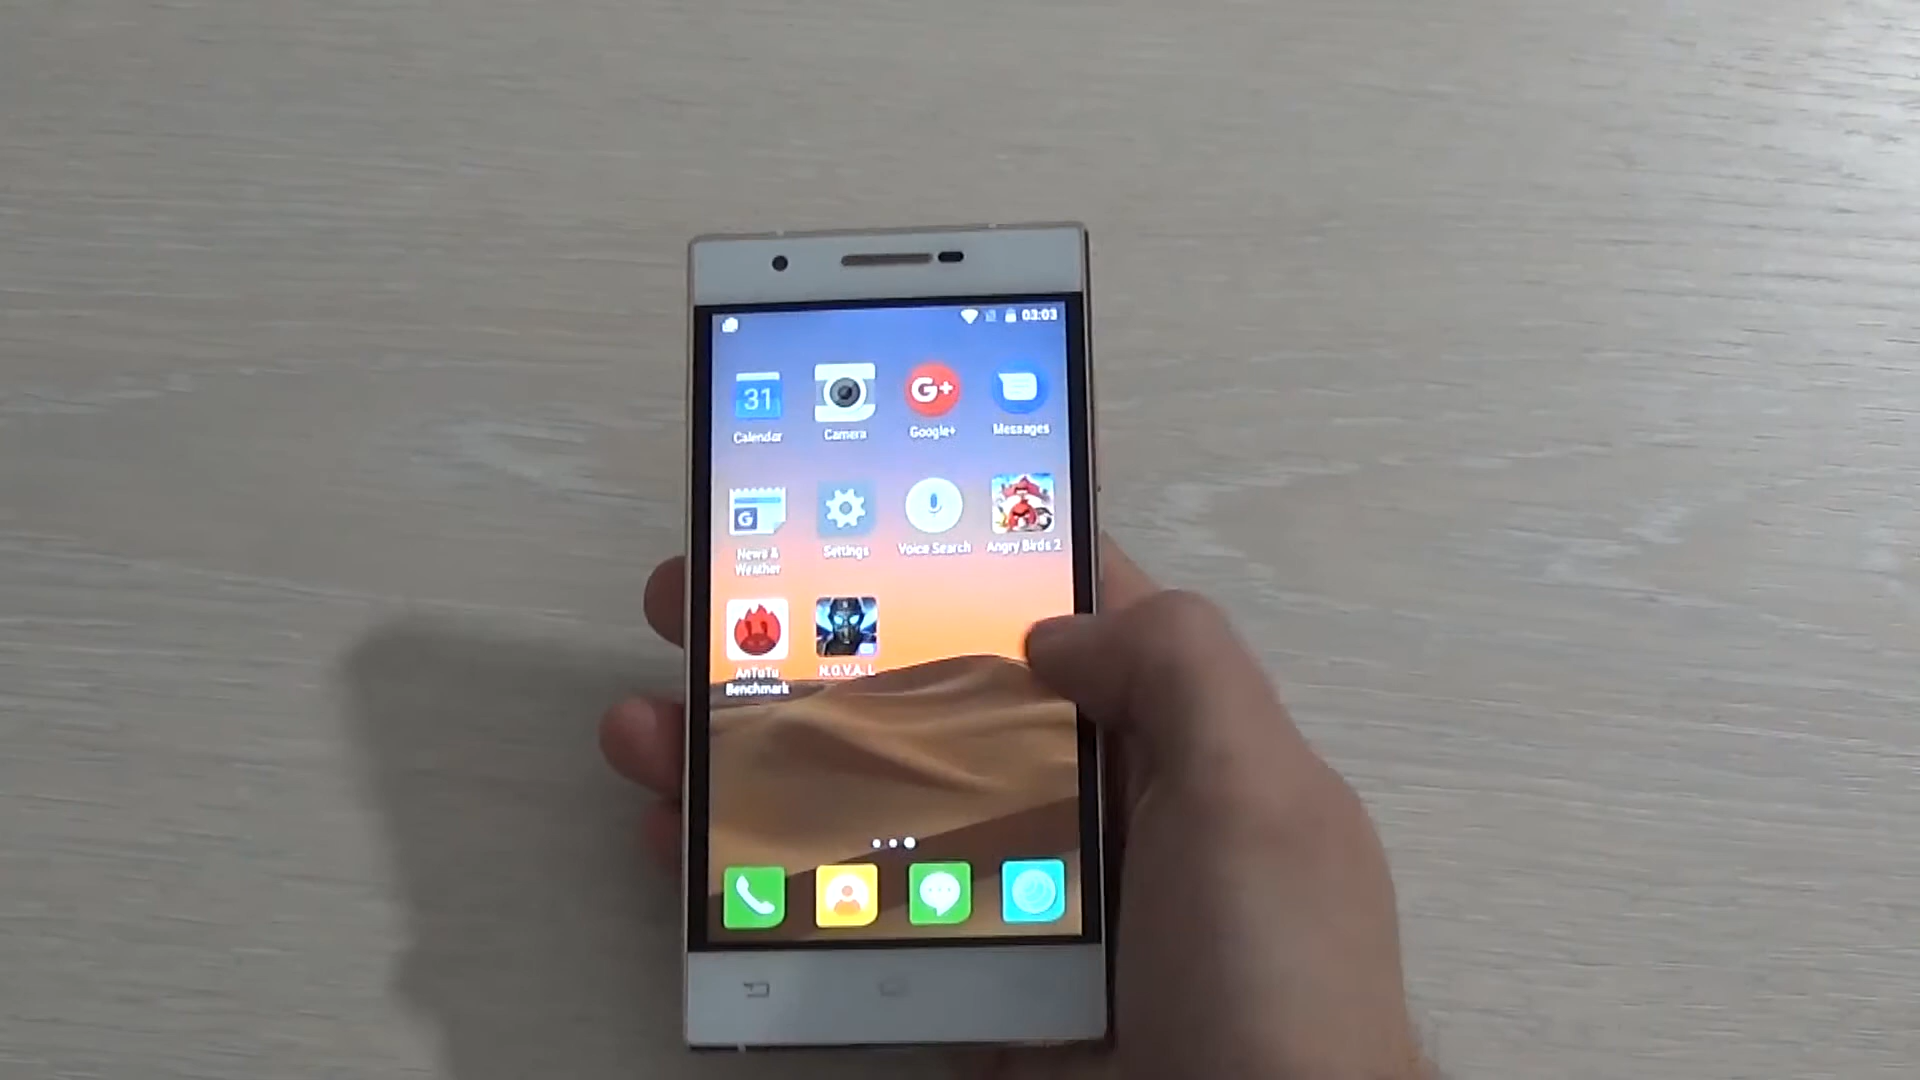 03:03
31
G+
Calendar
Camera
Google+
Messages
G
News &
Weather
Settings
Voice Search
Angry Birds 2
AnTuTu
Benchmark
N.O.V.A. L